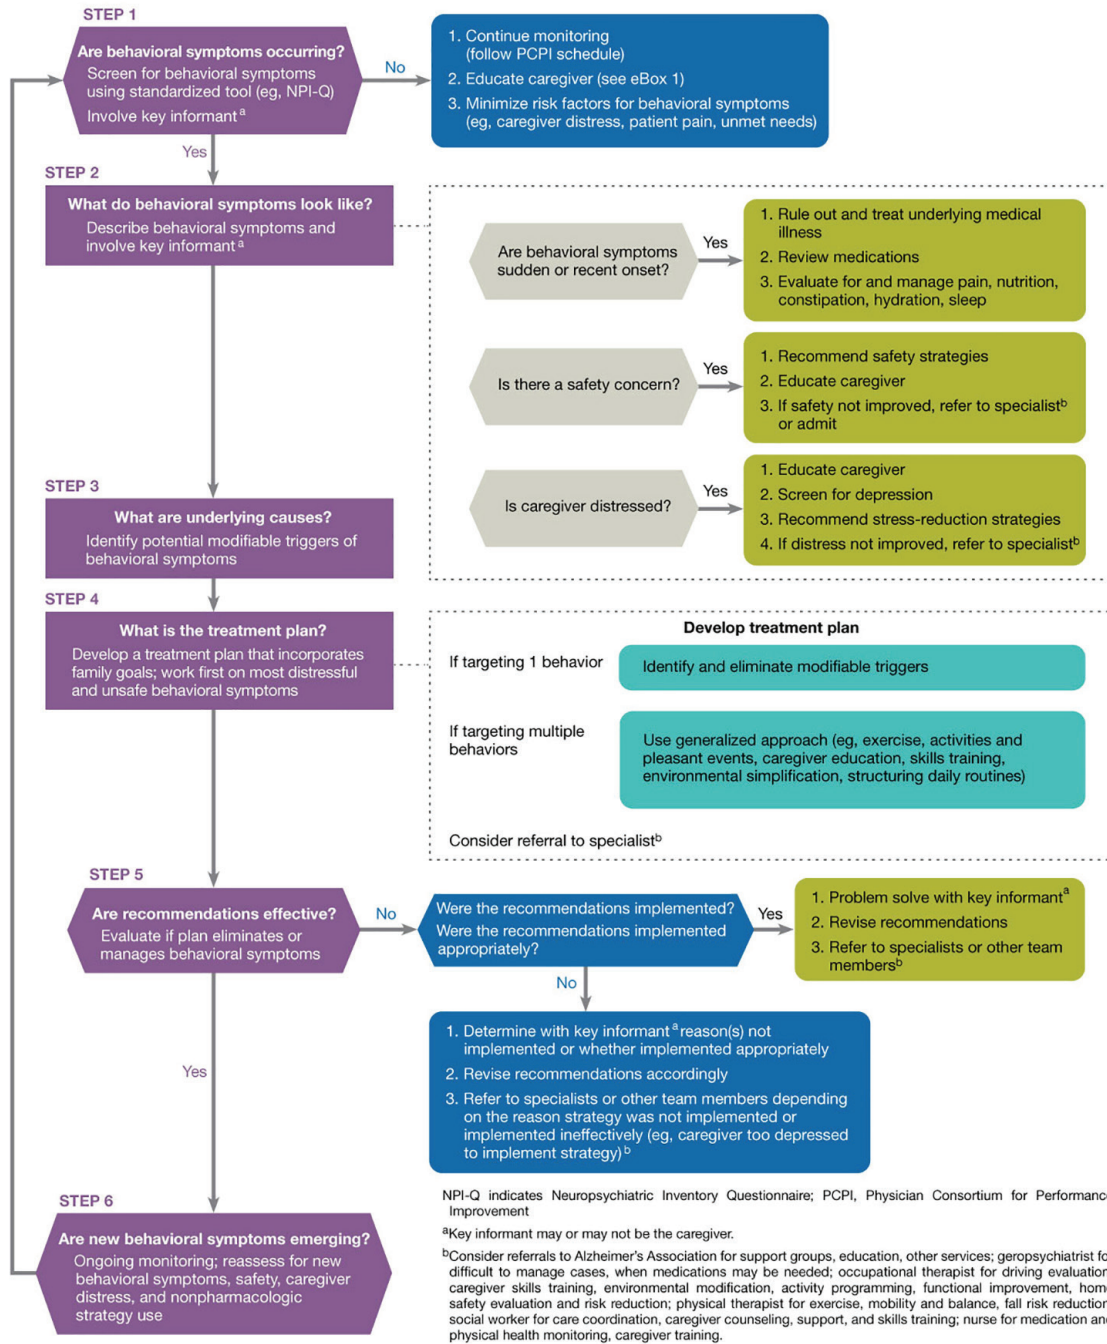 STEP 1
Are behavioral symptoms occurring?
Screen for behavioral symptoms
using standardized tool (eg, NPI-Q)
Involve key informant a
No
1. Continue monitoring
(follow PCPI schedule)
2. Educate caregiver (see eBox 1)
3. Minimize risk factors for behavioral symptoms
(eg, caregiver distress, patient pain, unmet needs)
Yes
STEP 2
What do behavioral symptoms look like?
Describe behavioral symptoms and
involve key informant a
Are behavioral symptoms
sudden or recent onset?
Yes
1. Rule out and treat underlying medical
illness
2. Review medications
3. Evaluate for and manage pain, nutrition,
constipation, hydration, sleep
Is there a safety concern?
Yes
1. Recommend safety strategies
2. Educate caregiver
3. If safety not improved, refer to specialist b
or admit
Is caregiver distressed?
Yes
1. Educate caregiver
2. Screen for depression
3. Recommend stress-reduction strategies
4. If distress not improved, refer to specialist b
STEP 3
What are underlying causes?
Identify potential modifiable triggers of
behavioral symptoms
STEP 4
What is the treatment plan?
Develop a treatment plan that incorporates
family goals; work first on most distressful
and unsafe behavioral symptoms
Develop treatment plan
If targeting 1 behavior
Identify and eliminate modifiable triggers
If targeting multiple
behaviors
Use generalized approach (eg, exercise, activities and
pleasant events, caregiver education, skills training,
environmental simplification, structuring daily routines)
Consider referral to specialist b
STEP 5
Are recommendations effective?
Evaluate if plan eliminates or
manages behavioral symptoms
No
Were the recommendations implemented?
Were the recommendations implemented
appropriately?
Yes
1. Problem solve with key informant a
2. Revise recommendations
3. Refer to specialists or other team
members b
No
1. Determine with key informant a reason(s) not
implemented or whether implemented appropriately
2. Revise recommendations accordingly
3. Refer to specialists or other team members depending
on the reason strategy was not implemented or
implemented ineffectively (eg, caregiver too depressed
to implement strategy) b
Yes
STEP 6
Are new behavioral symptoms emerging?
Ongoing monitoring; reassess for new
behavioral symptoms, safety, caregiver
distress, and nonpharmacologic
strategy use
NPI-Q indicates Neuropsychiatric Inventory Questionnaire; PCPI, Physician Consortium for Performance
Improvement
a Key informant may or may not be the caregiver.
b Consider referrals to Alzheimer's Association for support groups, education, other services; geropsychiatrist fo
difficult to manage cases, when medications may be needed; occupational therapist for driving evaluation
caregiver skills training, environmental modification, activity programming, functional improvement, hom
safety evaluation and risk reduction; physical therapist for exercise, mobility and balance, fall risk reduction
social worker for care coordination, caregiver counseling, support, and skills training; nurse for medication an
physical health monitoring, caregiver training.